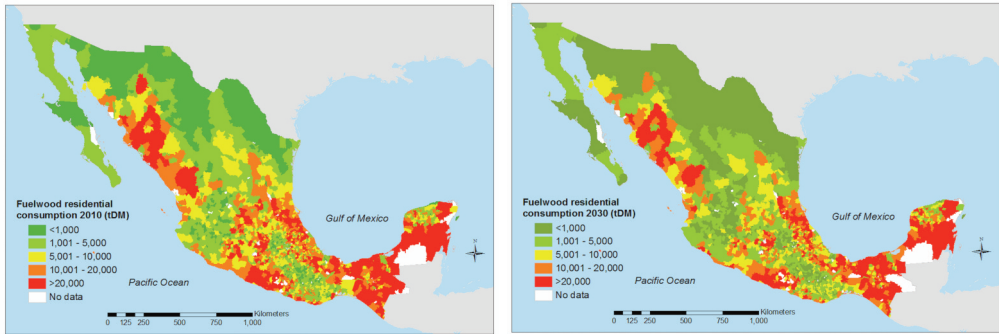 Fuelwood residential
consumption 2010 (tDM)
<1,000
1,001 - 5,000
5,001 - 10,000
10,001 - 20,000
>20,000
No data
Gulf of Mexico
Pacific Ocean
N
Kilometers
0 125 250 500 750 1,000
Fuelwood residential
consumption 2030 (tDM)
<1,000
1,001 - 5,000
5,001 - 10,000
10,001 - 20,000
>20,000
No data
Gulf of Mexico
Pacific Ocean
N
Kilometers
0 125 250 500 750 1,000